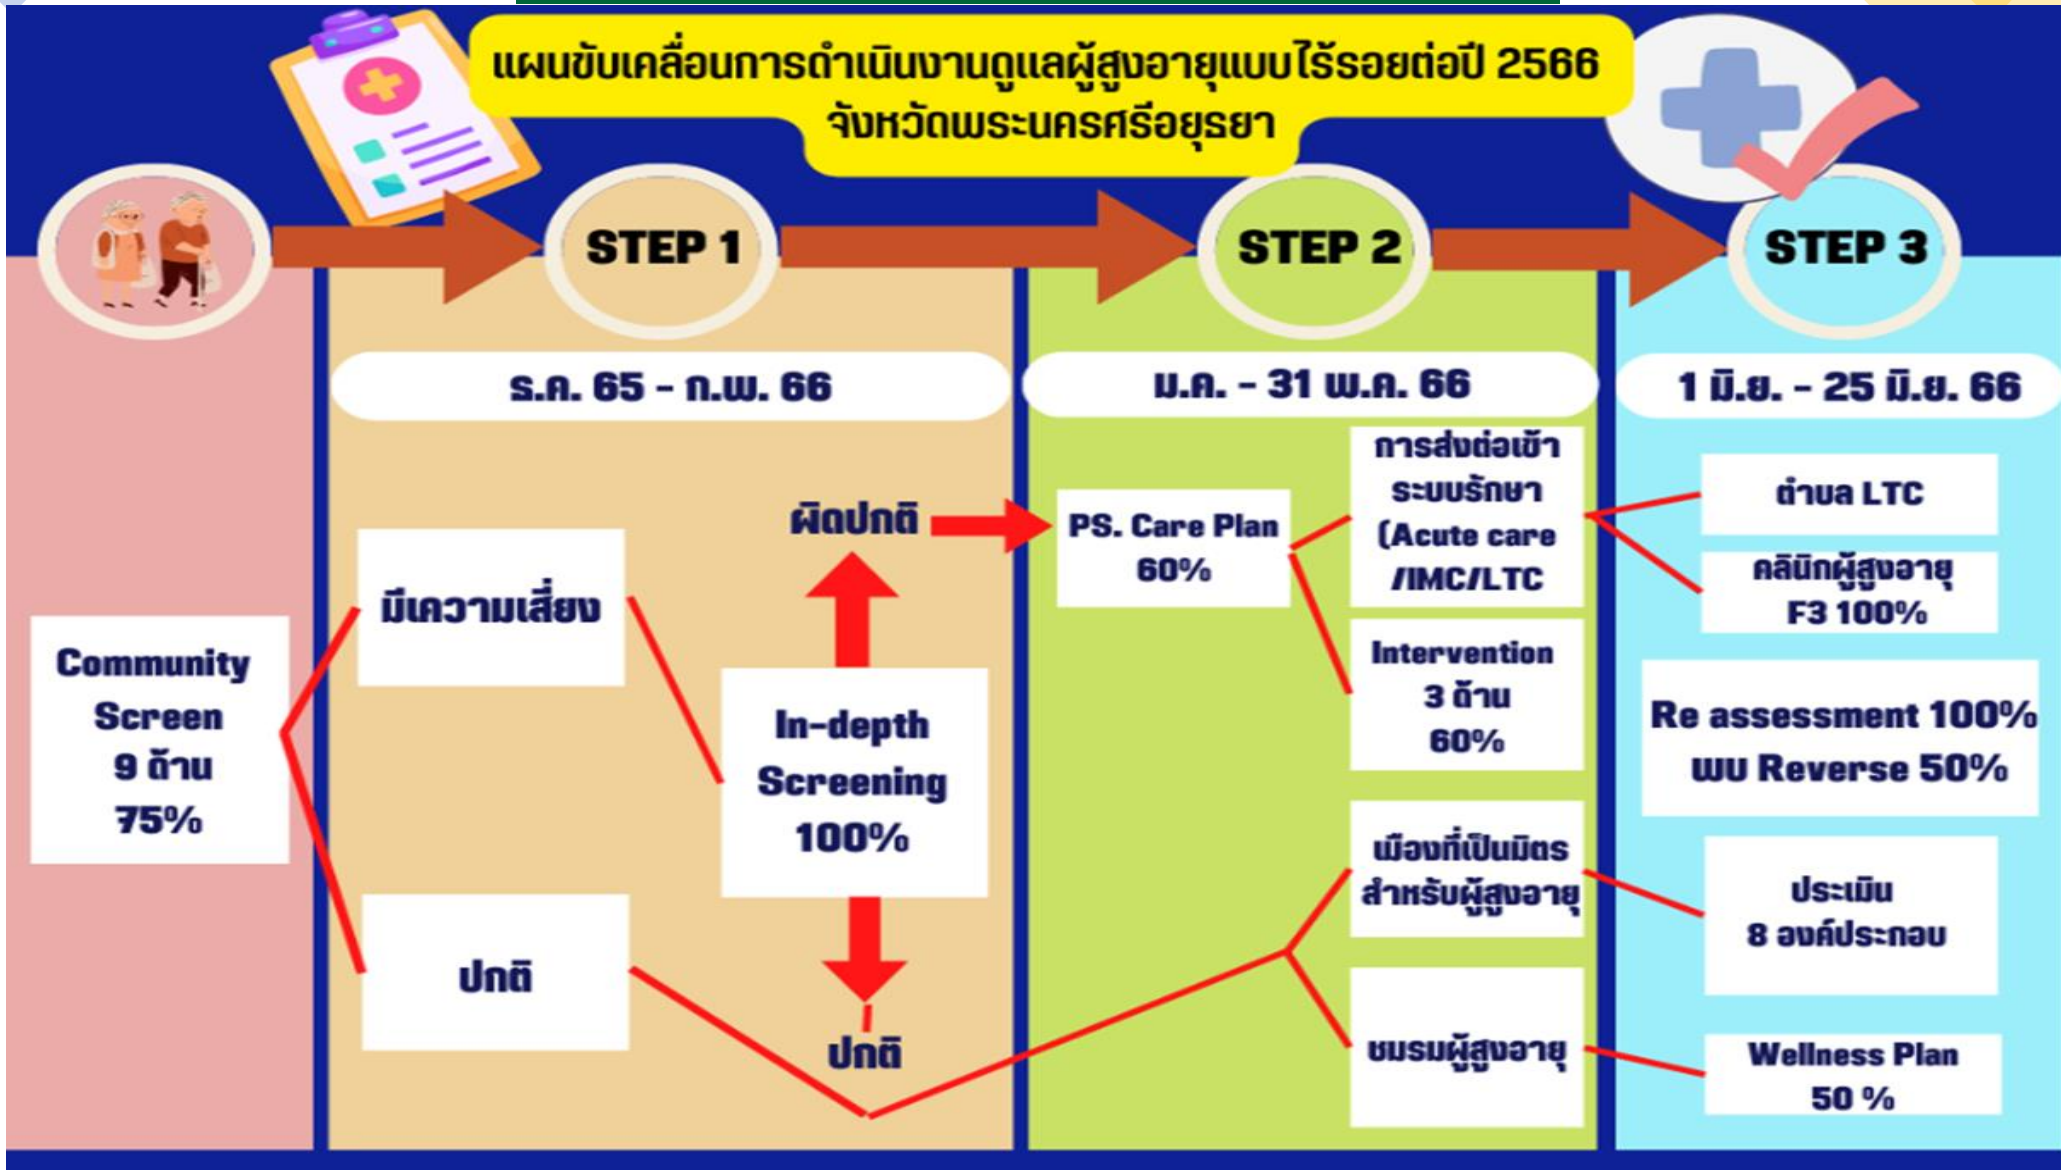 แผนขับเคลื่อนการดำเนินงานดูแลผู้สูงอายุแบบไร้รอยต่อปี 2566
จังหวัดพระนครศรีอยุธยา
STEP 1
STEP 2
STEP 3
ธ.ค. 65 - ก.พ. 66
ม.ค. - 31 พ.ค. 66
1 มิ.ย. - 25 มิ.ย. 66
Community
Screen
9 ด้าน
75%
มีเความเสี่ยง
ปกติ
ผิดปกติ
In-depth
Screening
100%
ปกติ
PS. Care Plan
60%
การส่งต่อเข้า
ระบบรักษา
(Acute care
/IMC/LTC
Intervention
3 ด้าน
60%
เมืองที่เป็นมิตร
สำหรับผู้สูงอายุ
ชมรมผู้สูงอายุ
ตำบล LTC
คลินิกผู้สูงอายุ
F3 100%
Re assessment 100%
พบ Reverse 50%
ประเมิน
8 องค์ประกอบ
Wellness Plan
50 %